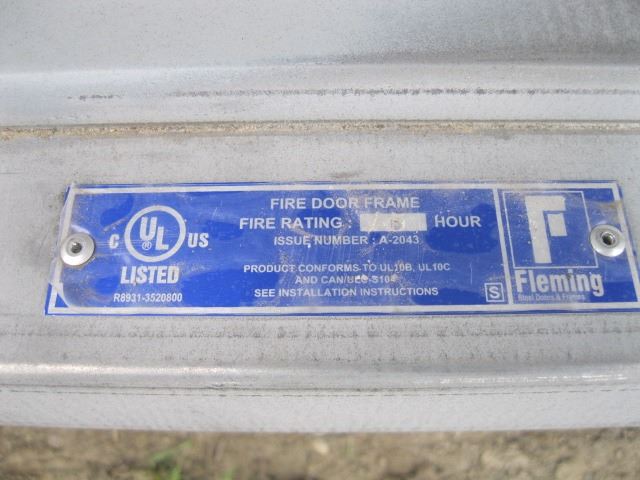 C UL US
®
LISTED
R8931-3520800
FIRE DOOR FRAME
FIRE RATING : HOUR
ISSUE NUMBER : A-2043
PRODUCT CONFORMS TO UL10B, UL10C
AND CAN/ULC-S104
SEE INSTALLATION INSTRUCTIONS
S
F
Fleming
Steel Doors & Frames